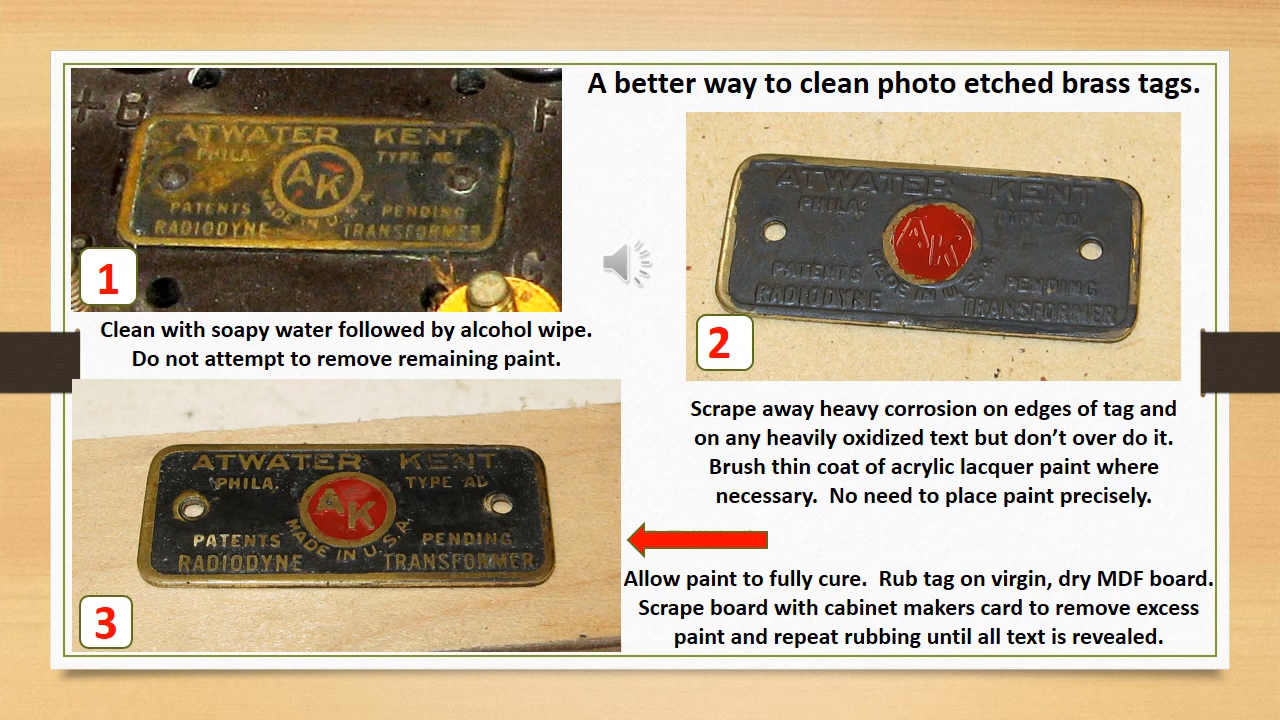 A better way to clean photo etched brass tags.
+B
F
ATWATER KENT
PHILA. TYPE AD
AK
MADE IN U.S.A.
PATENTS PENDING
RADIODYNE TRANSFORMER
C
1
Clean with soapy water followed by alcohol wipe.
Do not attempt to remove remaining paint.
ATWATER KENT
PHILA. TYPE AD
AK
MADE IN U.S.A.
PATENTS PENDING
RADIODYNE TRANSFORMER
2
Scrape away heavy corrosion on edges of tag and
on any heavily oxidized text but don’t over do it.
Brush thin coat of acrylic lacquer paint where
necessary. No need to place paint precisely.
ATWATER KENT
PHILA. TYPE AD
AK
MADE IN U.S.A.
PATENTS PENDING
RADIODYNE TRANSFORMER
3
Allow paint to fully cure. Rub tag on virgin, dry MDF board.
Scrape board with cabinet makers card to remove excess
paint and repeat rubbing until all text is revealed.